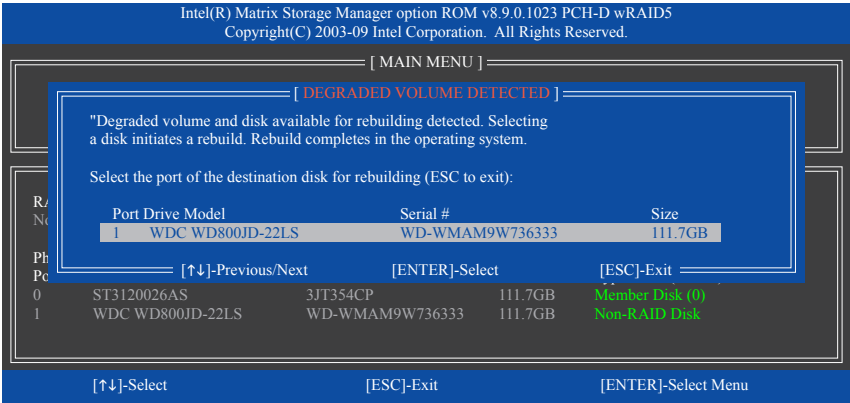 Intel(R) Matrix Storage Manager option ROM v8.9.0.1023 PCH-D wRAID5
Copyright(C) 2003-09 Intel Corporation.  All Rights Reserved.
[ MAIN MENU ]
[ DEGRADED VOLUME DETECTED ]
"Degraded volume and disk available for rebuilding detected. Selecting
a disk initiates a rebuild. Rebuild completes in the operating system.
Select the port of the destination disk for rebuilding (ESC to exit):
Port Drive Model Serial # Size
1 WDC WD800JD-22LS WD-WMAM9W736333 111.7GB
[↑↓]-Previous/Next [ENTER]-Select [ESC]-Exit
0 ST3120026AS 3JT354CP 111.7GB Member Disk (0)
1 WDC WD800JD-22LS WD-WMAM9W736333 111.7GB Non-RAID Disk
[↑↓]-Select [ESC]-Exit [ENTER]-Select Menu